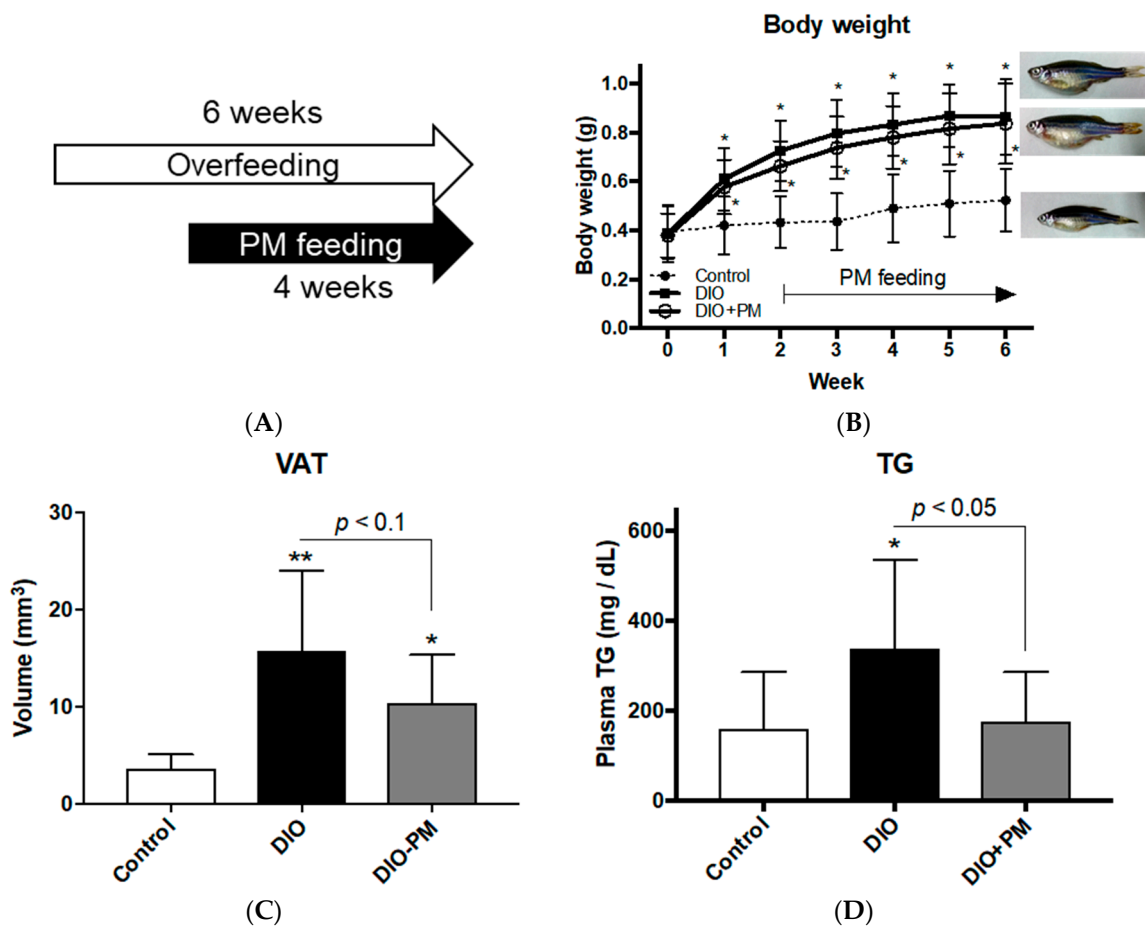 6 weeks
Overfeeding
PM feeding
4 weeks
(A)
Body weight
Body weight (g)
1.0
0.8
0.6
0.4
0.2
0.0
* * * * * *
* * * * * *
Control
DIO
DIO+PM
PM feeding
0 1 2 3 4 5 6
Week
(B)
VAT
Volume (mm³)
30
20
10
0
p < 0.1
**
*
Control
DIO
DIO-PM
(C)
TG
Plasma TG (mg / dL)
600
400
200
0
p < 0.05
*
Control
DIO
DIO+PM
(D)